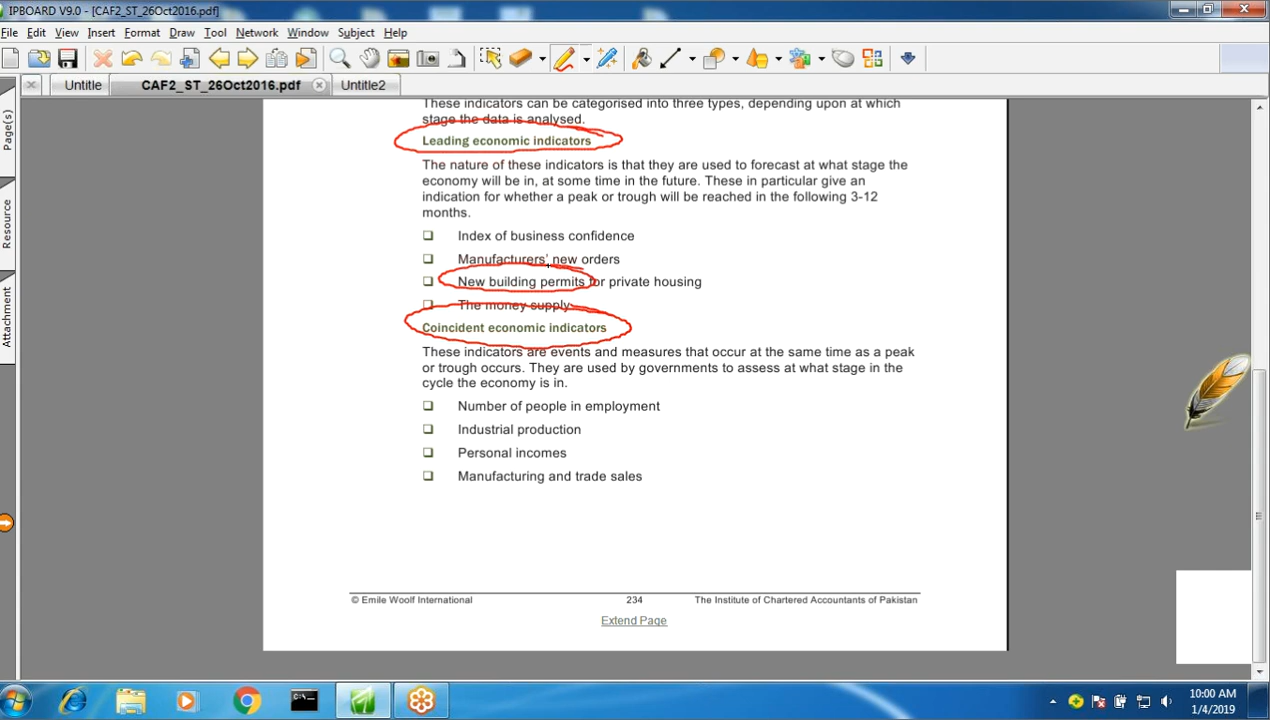 IPBOARD V9.0 - [CAF2_ST_26Oct2016.pdf]
File Edit View Insert Format Draw Tool Network Window Subject Help
Untitle CAF2_ST_26Oct2016.pdf Untitle2
Page(s)
Resource
Attachment
These indicators can be categorised into three types, depending upon at which
stage the data is analysed.
Leading economic indicators
The nature of these indicators is that they are used to forecast at what stage the
economy will be in, at some time in the future. These in particular give an
indication for whether a peak or trough will be reached in the following 3-12
months.
❑ Index of business confidence
❑ Manufacturers' new orders
❑ New building permits for private housing
❑ The money supply
Coincident economic indicators
These indicators are events and measures that occur at the same time as a peak
or trough occurs. They are used by governments to assess at what stage in the
cycle the economy is in.
❑ Number of people in employment
❑ Industrial production
❑ Personal incomes
❑ Manufacturing and trade sales
© Emile Woolf International 234 The Institute of Chartered Accountants of Pakistan
Extend Page
10:00 AM
1/4/2019